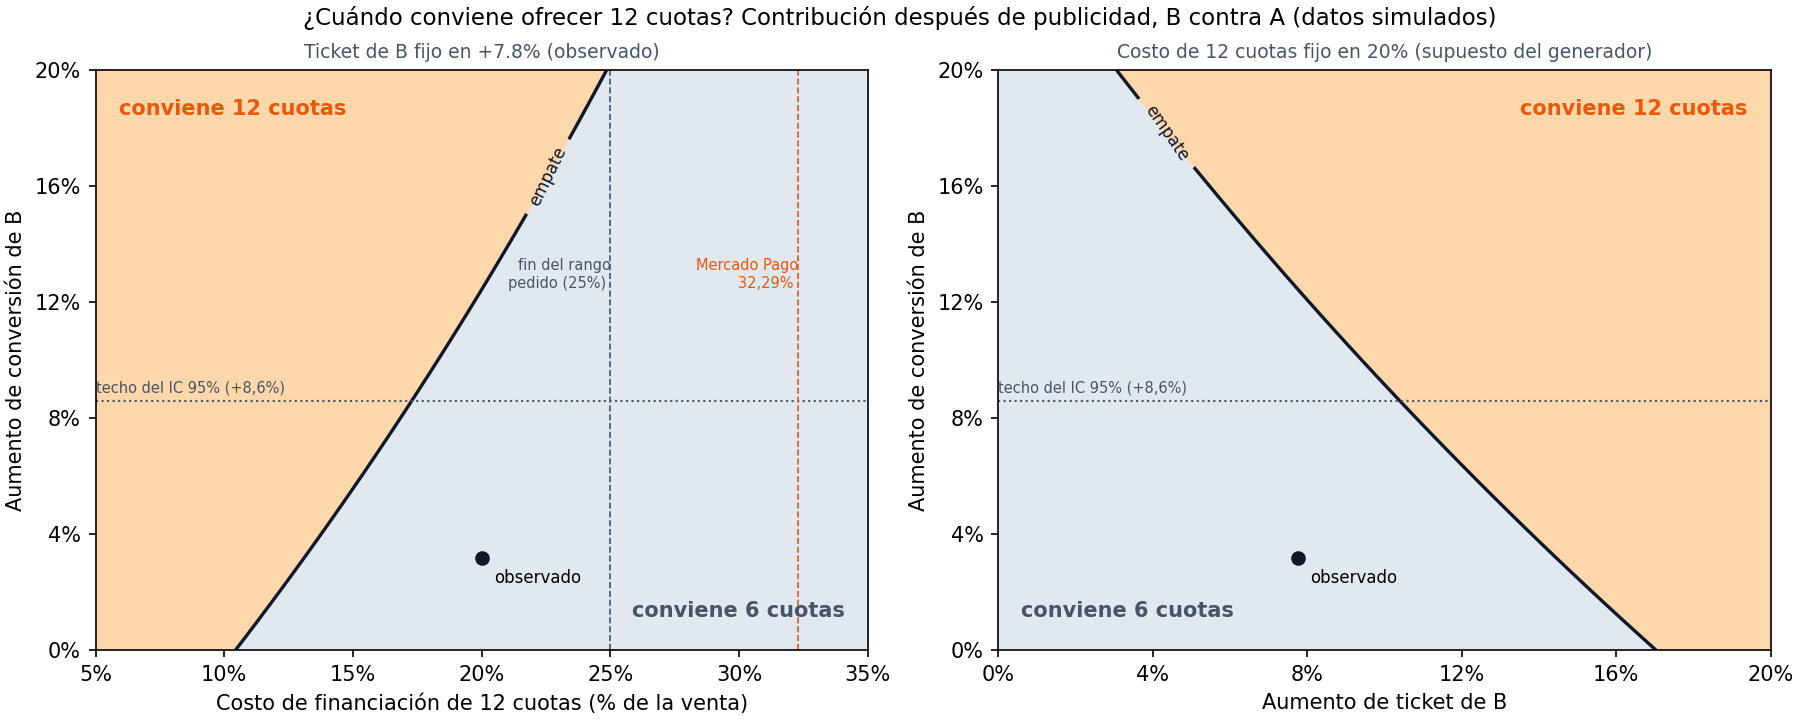 ¿Cuándo conviene ofrecer 12 cuotas? Contribución después de publicidad, B contra A (datos simulados)
Ticket de B fijo en +7.8% (observado)
20%
16%
12%
8%
4%
0%
Aumento de conversión de B
conviene 12 cuotas
empate
fin del rango
pedido (25%)
Mercado Pago
32,29%
techo del IC 95% (+8,6%)
observado
conviene 6 cuotas
5%
10%
15%
20%
25%
30%
35%
Costo de financiación de 12 cuotas (% de la venta)
Costo de 12 cuotas fijo en 20% (supuesto del generador)
20%
16%
12%
8%
4%
0%
Aumento de conversión de B
conviene 12 cuotas
empate
techo del IC 95% (+8,6%)
observado
conviene 6 cuotas
0%
4%
8%
12%
16%
20%
Aumento de ticket de B